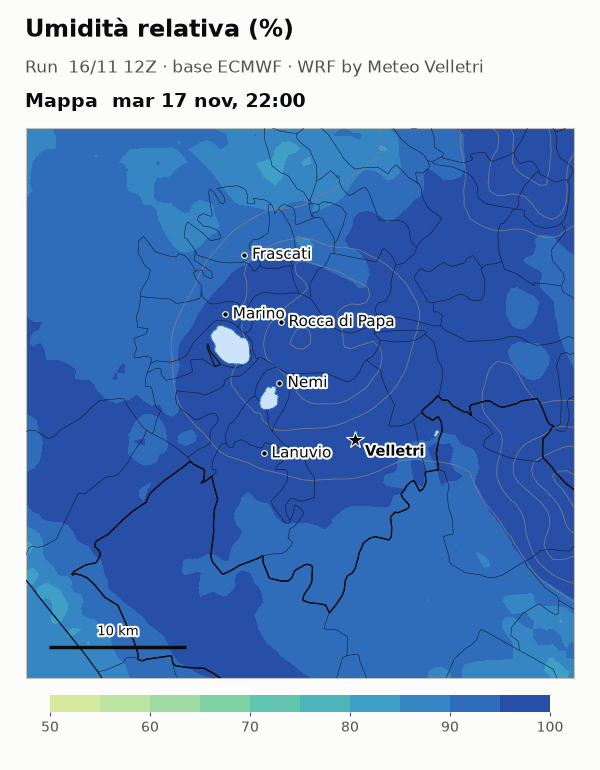 Umidità relativa (%)
Run  16/11 12Z · base ECMWF · WRF by Meteo Velletri
Mappa  mar 17 nov, 22:00
Frascati
Marino
Rocca di Papa
Nemi
Velletri
Lanuvio
10 km
50 60 70 80 90 100